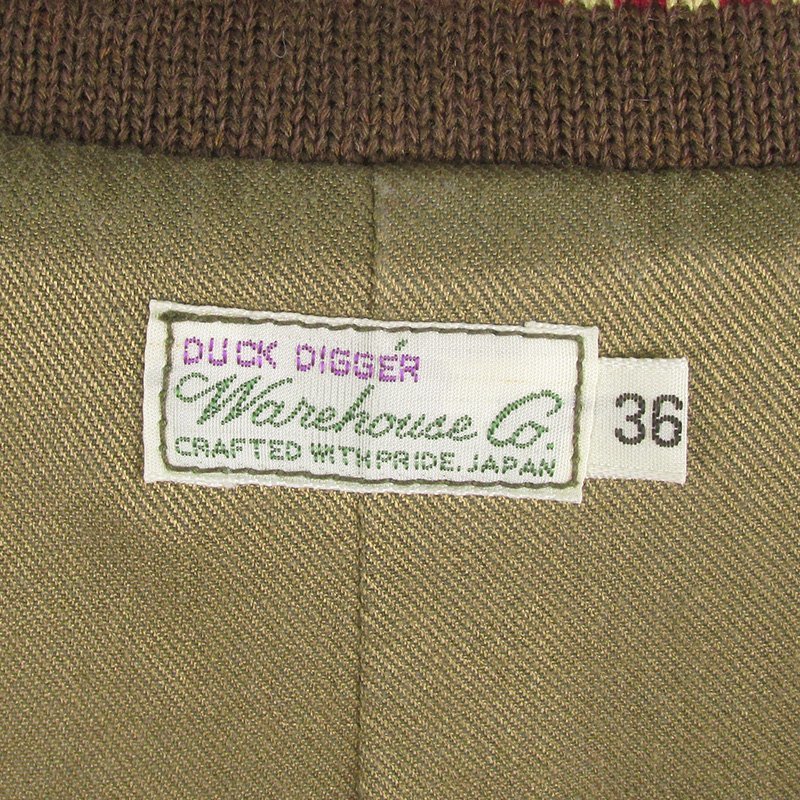 DUCK DIGGER
Warehouse Co.
CRAFTED WITH PRIDE. JAPAN
36